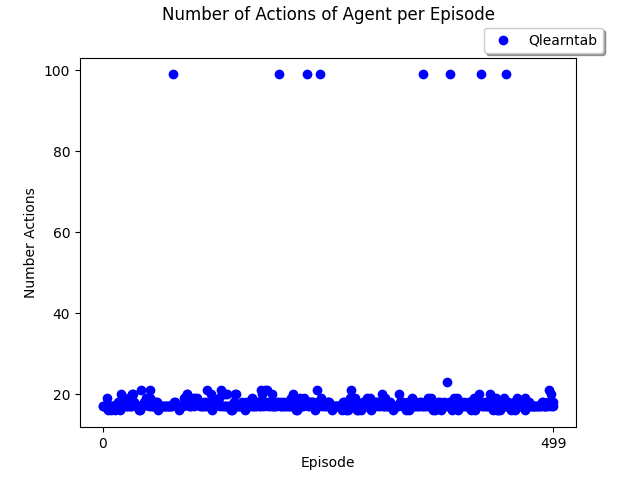 Number of Actions of Agent per Episode
Qlearntab
100
80
60
40
20
Number Actions
0 499
Episode